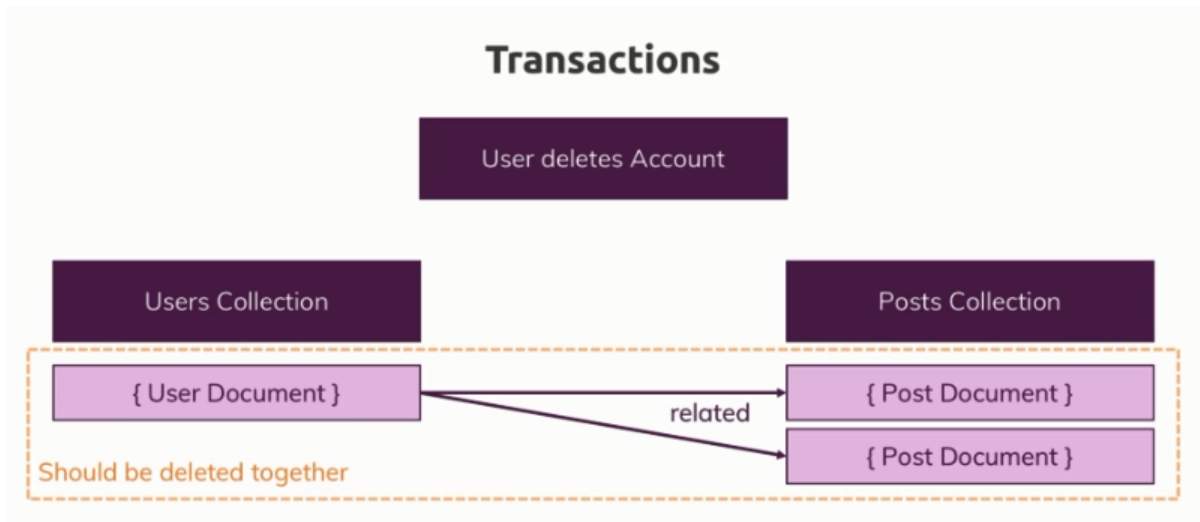 Transactions
User deletes Account
Users Collection
Posts Collection
{ User Document }
{ Post Document }
related
{ Post Document }
Should be deleted together